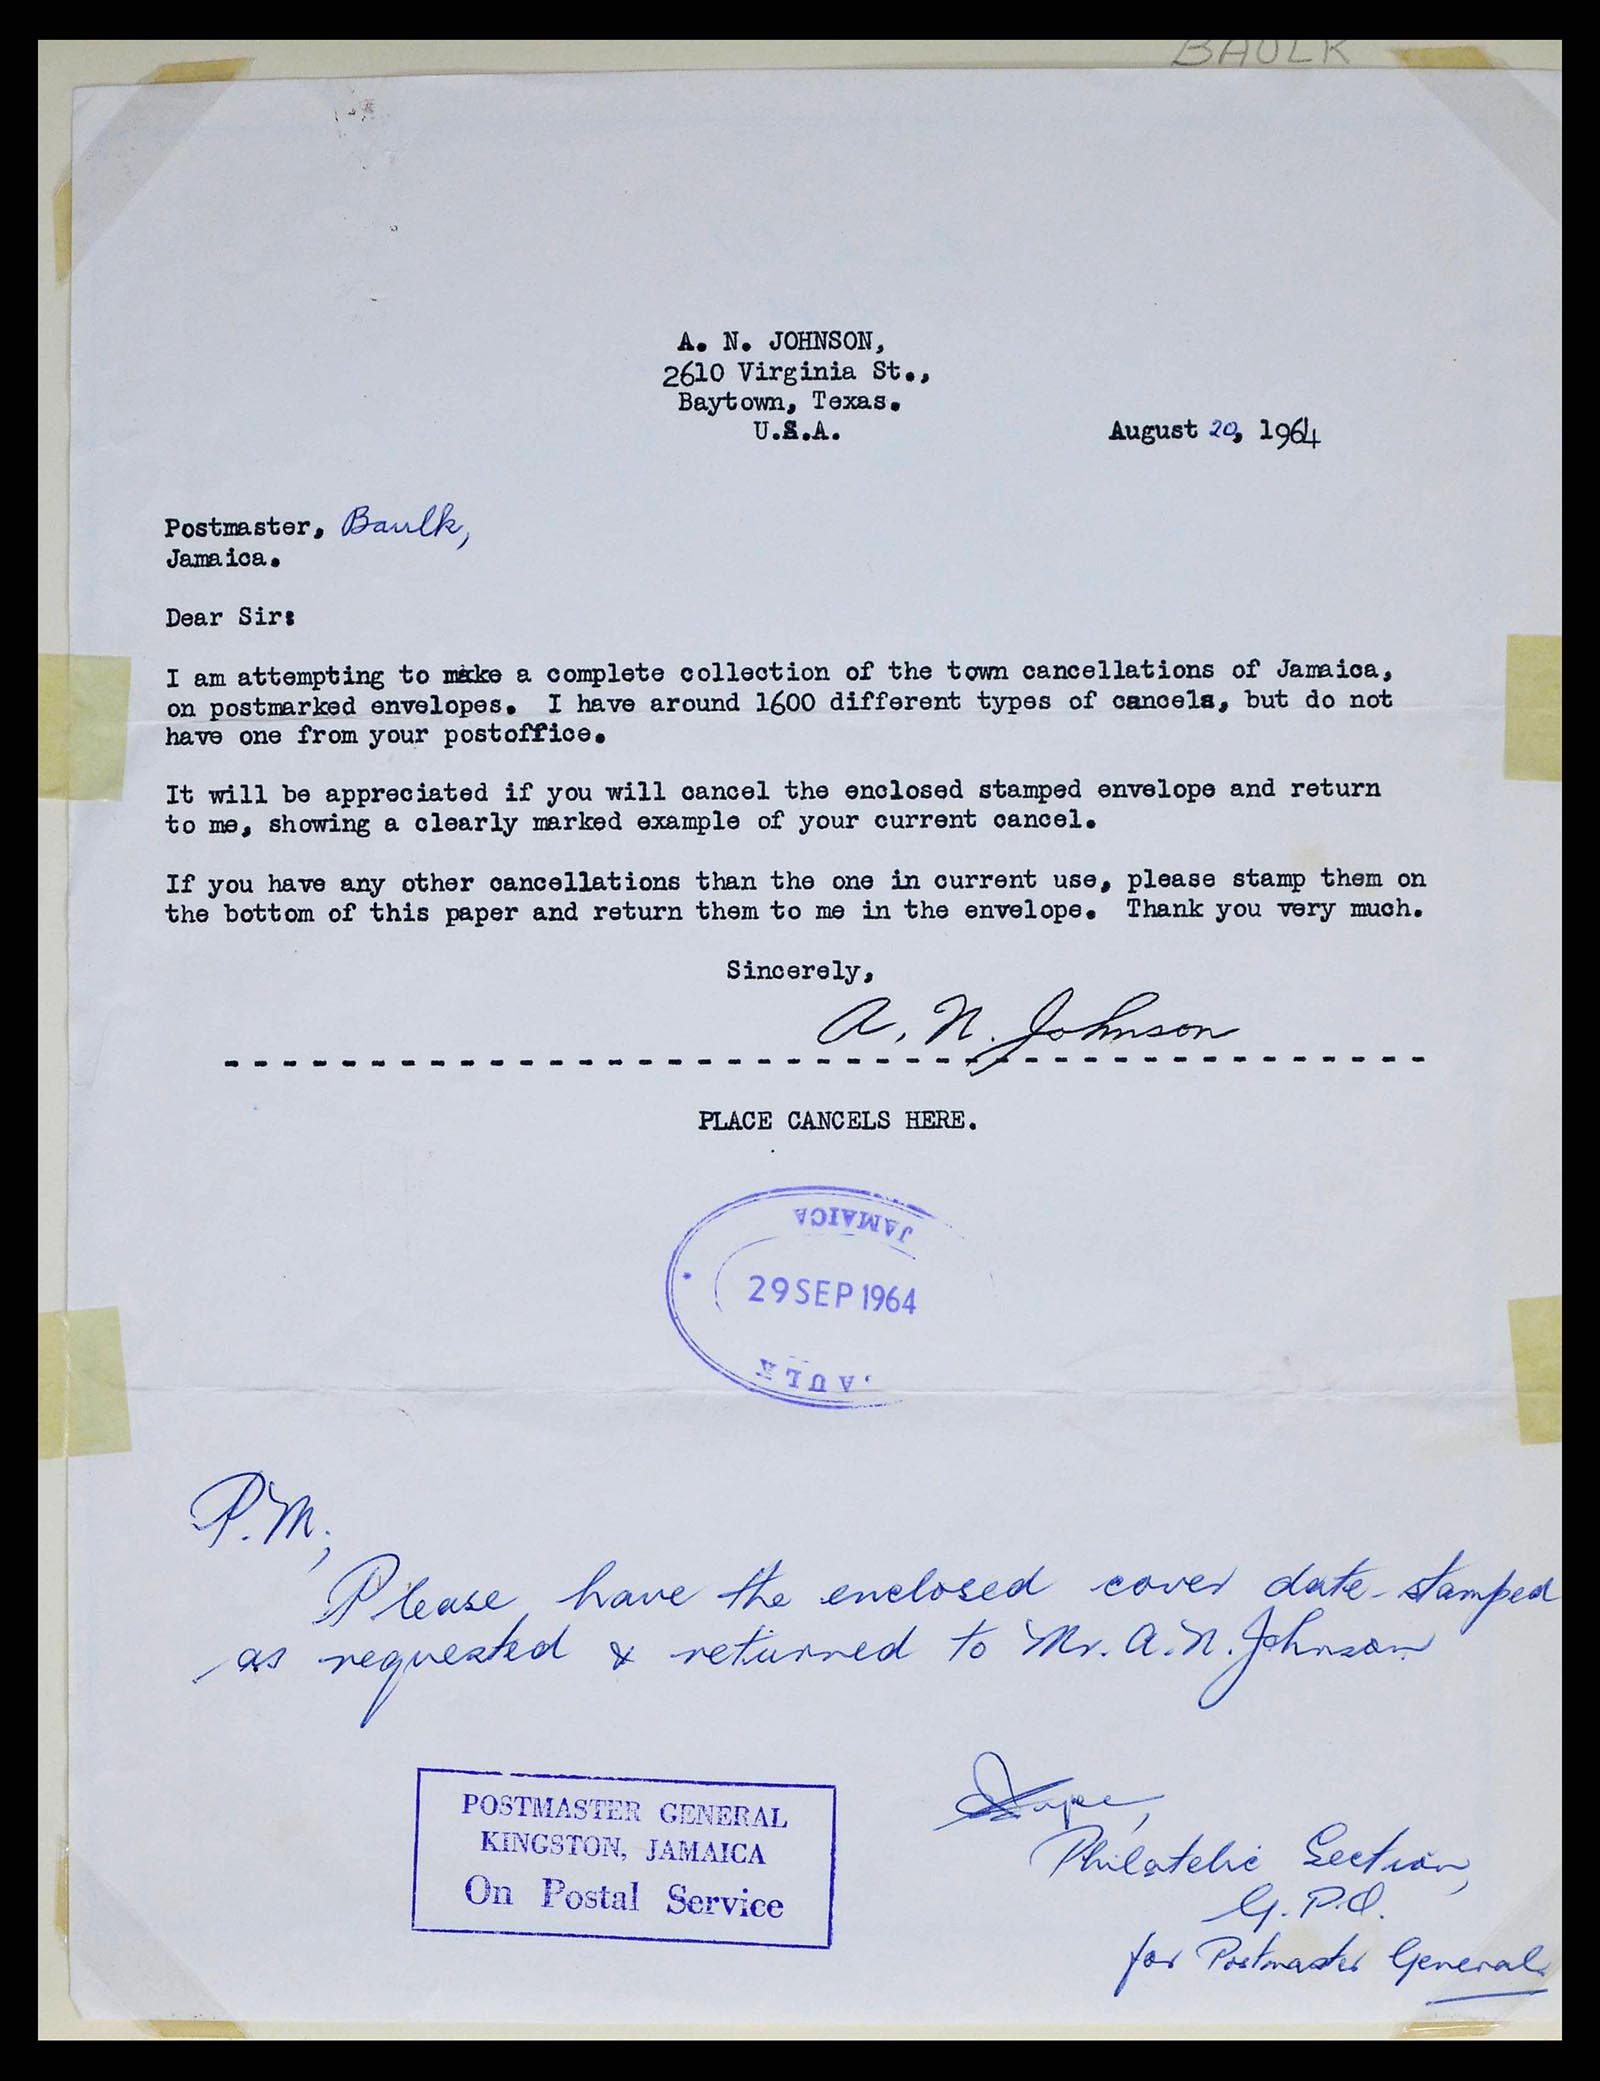 BAULK
A. N. JOHNSON,
2610 Virginia St.,
Baytown, Texas.
U.S.A.
August 20, 1964
Postmaster, Baulk,
Jamaica.
Dear Sir:
I am attempting to make a complete collection of the town cancellations of Jamaica,
on postmarked envelopes. I have around 1600 different types of cancels, but do not
have one from your postoffice.
It will be appreciated if you will cancel the enclosed stamped envelope and return
to me, showing a clearly marked example of your current cancel.
If you have any other cancellations than the one in current use, please stamp them on
the bottom of this paper and return them to me in the envelope. Thank you very much.
Sincerely,
A. N. Johnson
PLACE CANCELS HERE.
JAMAICA
29 SEP 1964
AULK
P.M;
Please have the enclosed cover date-stamped
as requested & returned to Mr. A. N. Johnson
POSTMASTER GENERAL
KINGSTON, JAMAICA
On Postal Service
Philatelic Section,
G. P.O.
for Postmaster General